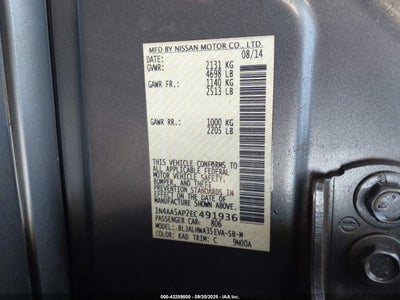 MFD BY NISSAN MOTOR CO., LTD.
DATE: 08/14
GVWR: 2131 KG
4698 LB
GAWR FR.: 1140 KG
2513 LB
GAWR RR.: 1000 KG
2205 LB
THIS VEHICLE CONFORMS TO
ALL APPLICABLE FEDERAL
MOTOR VEHICLE SAFETY,
BUMPER, AND THEFT
PREVENTION STANDARDS IN
EFFECT ON THE DATE OF
MANUFACTURE SHOWN ABOVE.
1N4AA5AP2EC491936
PASSENGER CAR: 806
MODEL: BLJALHWA35EVA-SB-M
COLOR: KAD TRIM: C 9N00A
ID: 000-43288600 (09/30/2025 - IAA)